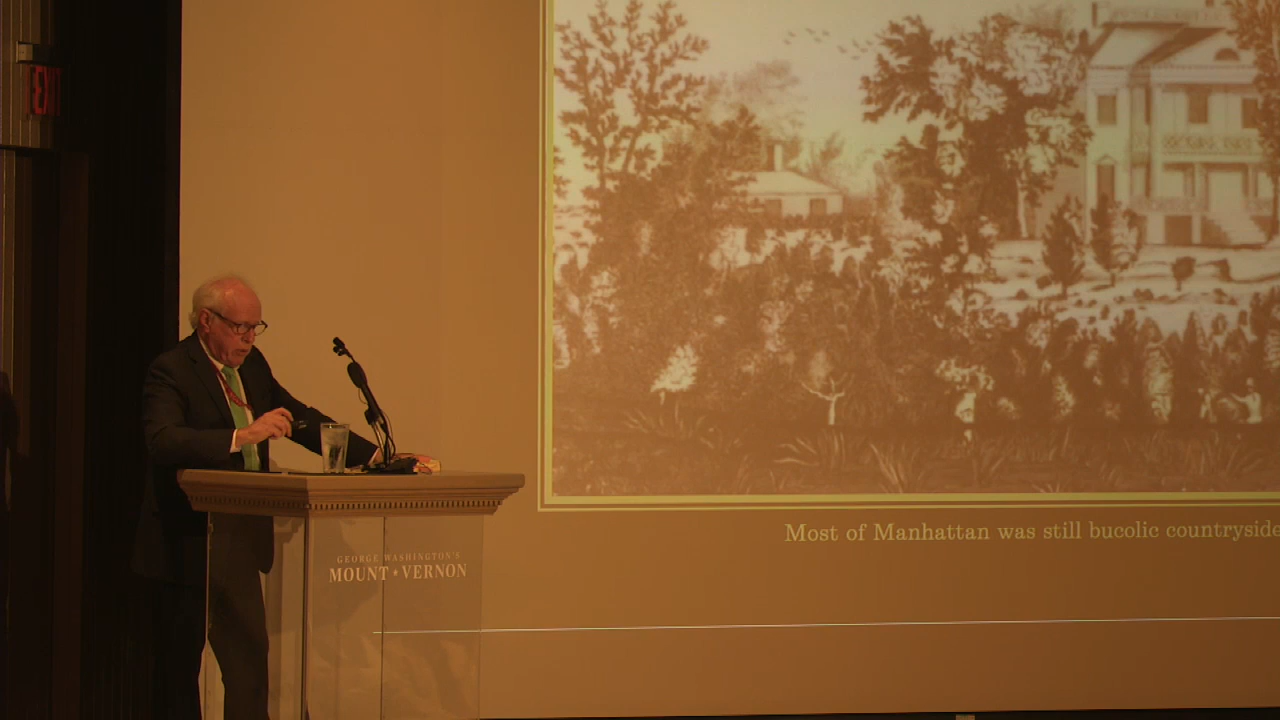 EXIT
GEORGE WASHINGTON'S
MOUNT VERNON
Most of Manhattan was still bucolic countryside